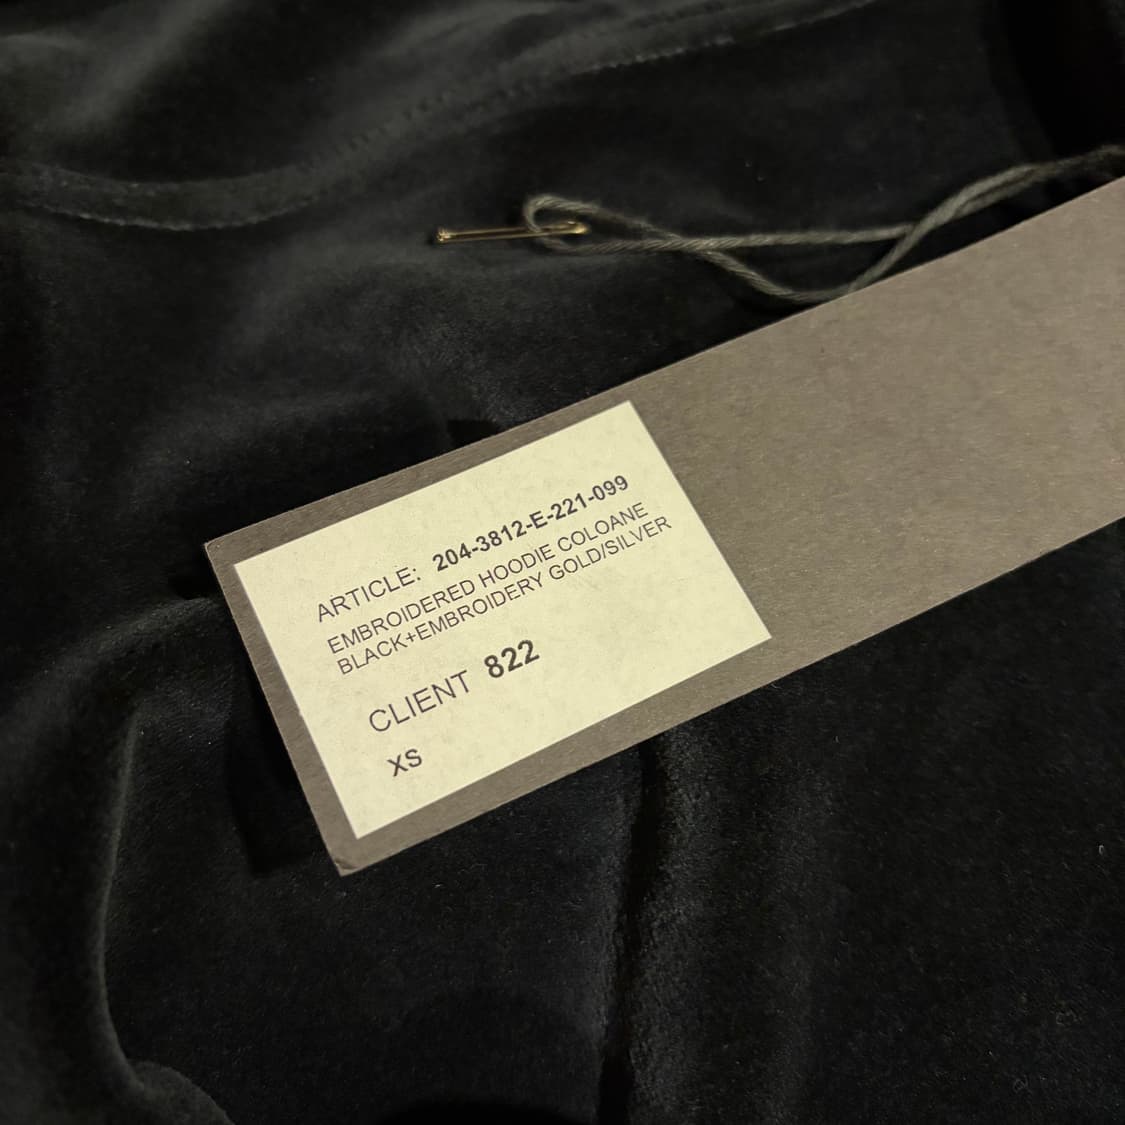 ARTICLE: 204-3812-E-221-099
EMBROIDERED HOODIE COLOANE
BLACK+EMBROIDERY GOLD/SILVER
CLIENT 822
XS